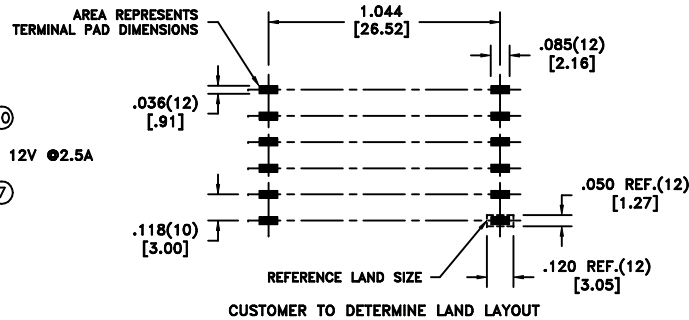 AREA REPRESENTS
TERMINAL PAD DIMENSIONS
1.044
[26.52]
.085(12)
[2.16]
.036(12)
[.91]
12V @2.5A
7
.050 REF.(12)
[1.27]
.118(10)
[3.00]
REFERENCE LAND SIZE
.120 REF.(12)
[3.05]
CUSTOMER TO DETERMINE LAND LAYOUT